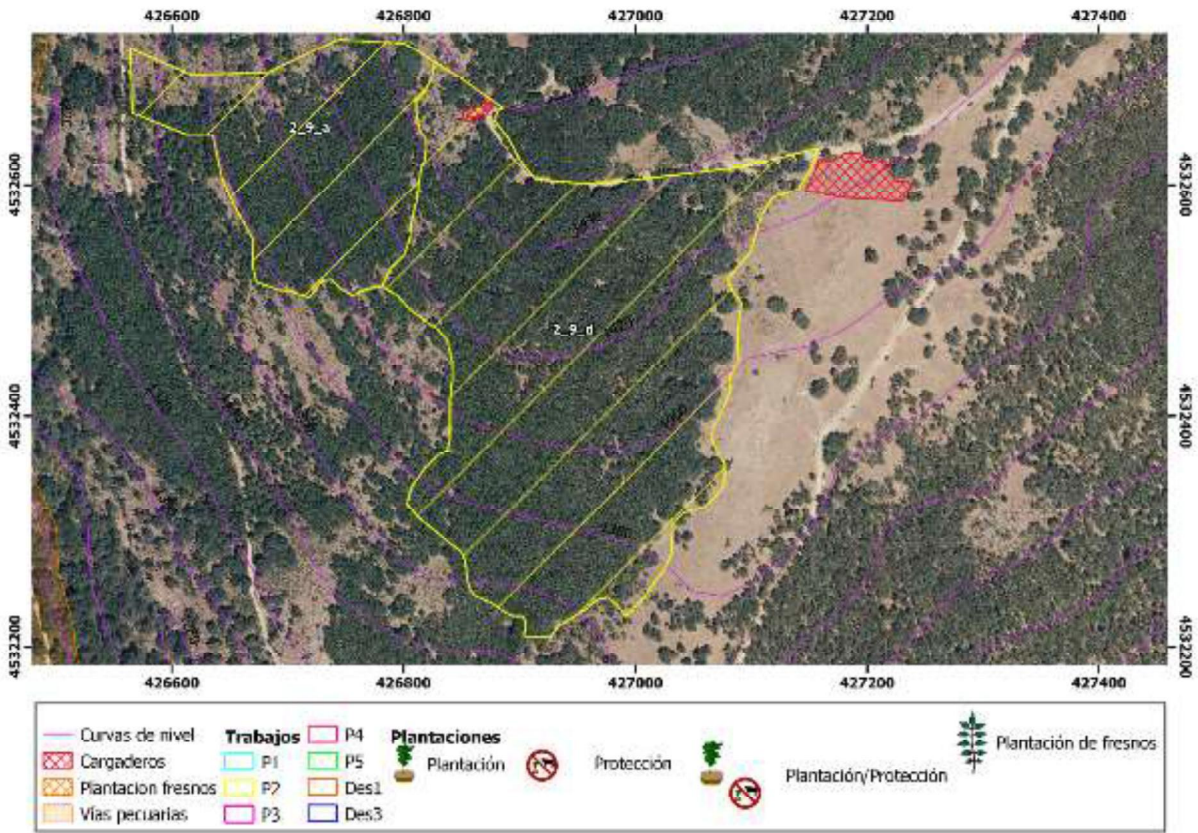 426600 426800 427000 427200 427400
4532600 4532600
2_9_a
2_9_d
4532400 4532400
4532200 4532200
426600 426800 427000 427200 427400
Curvas de nivel Trabajos P4 Plantaciones
Cargaderos P1 P5 Plantación Protección Plantación/Protección Plantación de fresnos
Plantacion fresnos P2 Des1
Vías pecuarias P3 Des3